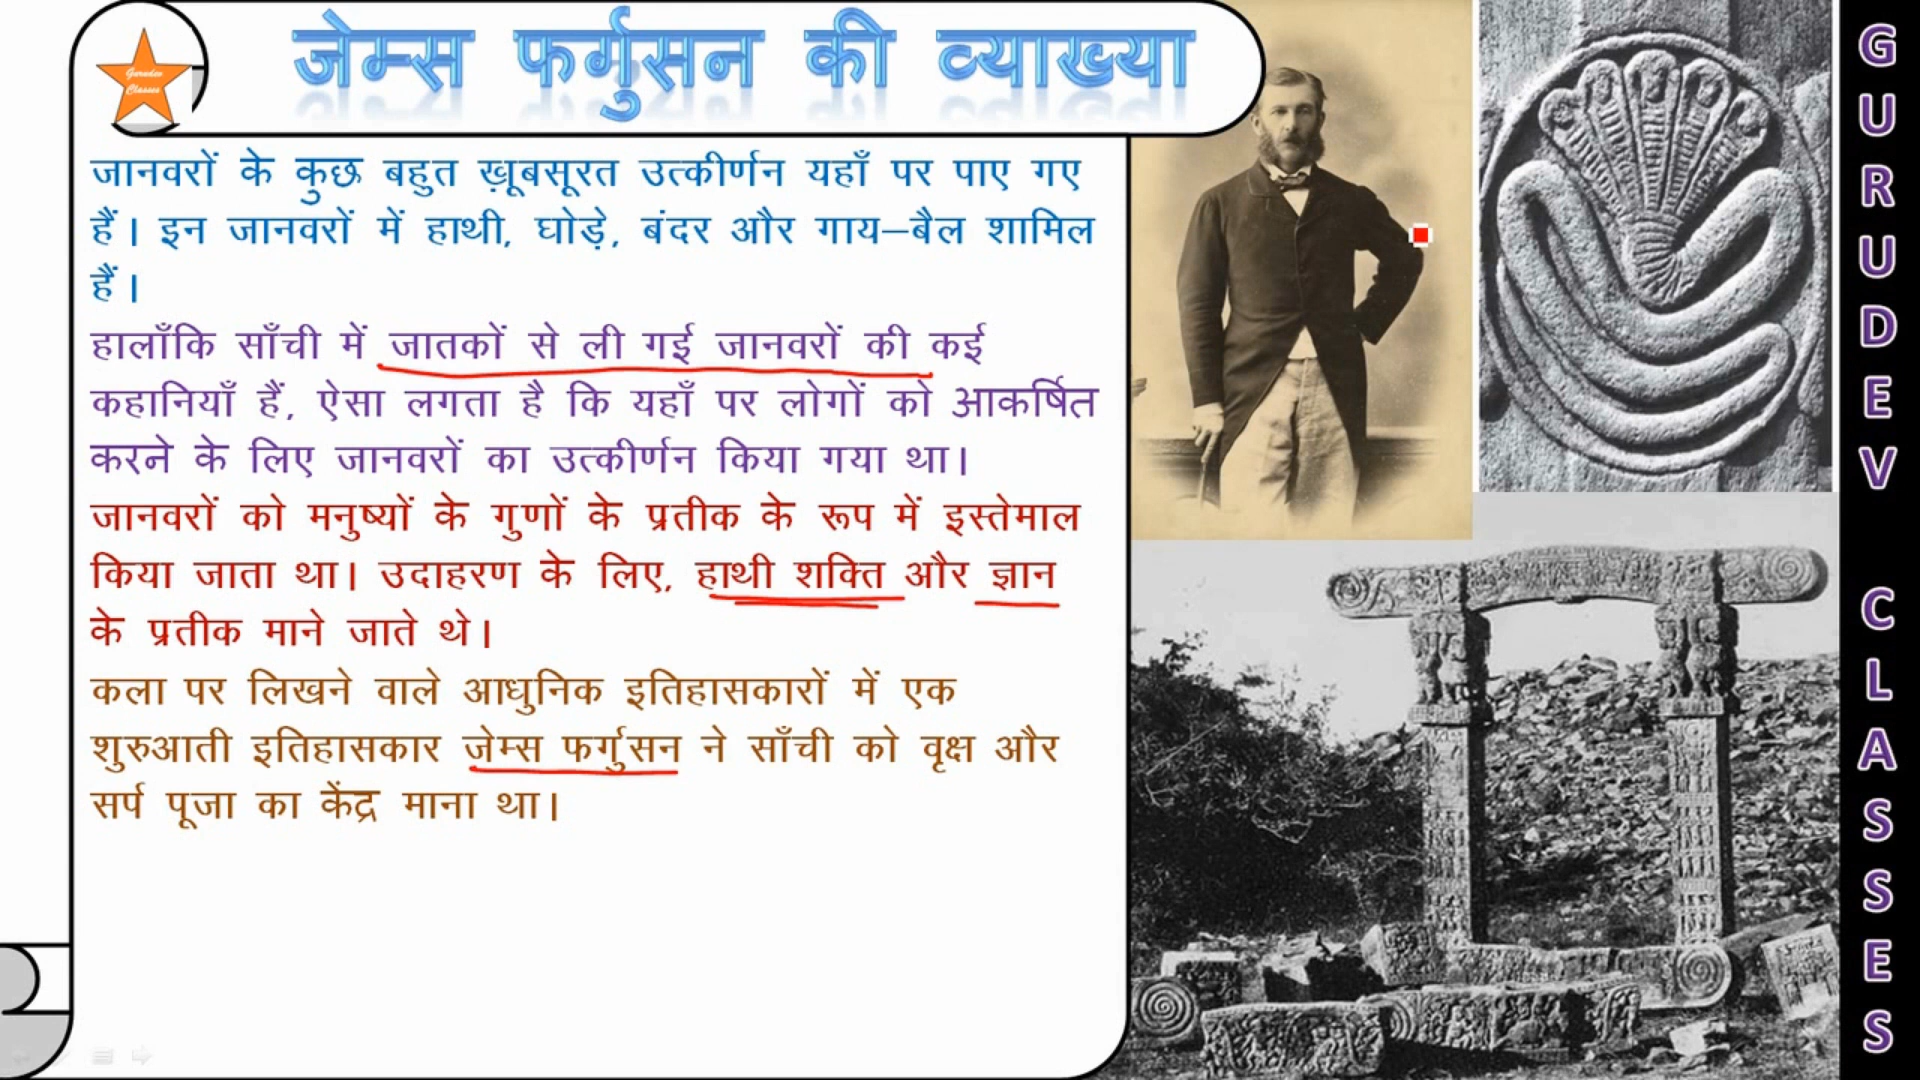 जेम्स फर्गुसन की व्याख्या
Gurudev
Classes
जानवरों के कुछ बहुत ख़ूबसूरत उत्कीर्णन यहाँ पर पाए गए
हैं। इन जानवरों में हाथी, घोड़े, बंदर और गाय–बैल शामिल
हैं।
हालाँकि साँची में जातकों से ली गई जानवरों की कई
कहानियाँ हैं, ऐसा लगता है कि यहाँ पर लोगों को आकर्षित
करने के लिए जानवरों का उत्कीर्णन किया गया था।
जानवरों को मनुष्यों के गुणों के प्रतीक के रूप में इस्तेमाल
किया जाता था। उदाहरण के लिए, हाथी शक्ति और ज्ञान
के प्रतीक माने जाते थे।
कला पर लिखने वाले आधुनिक इतिहासकारों में एक
शुरुआती इतिहासकार जेम्स फर्गुसन ने साँची को वृक्ष और
सर्प पूजा का केंद्र माना था।
GURUDEV CLASSES